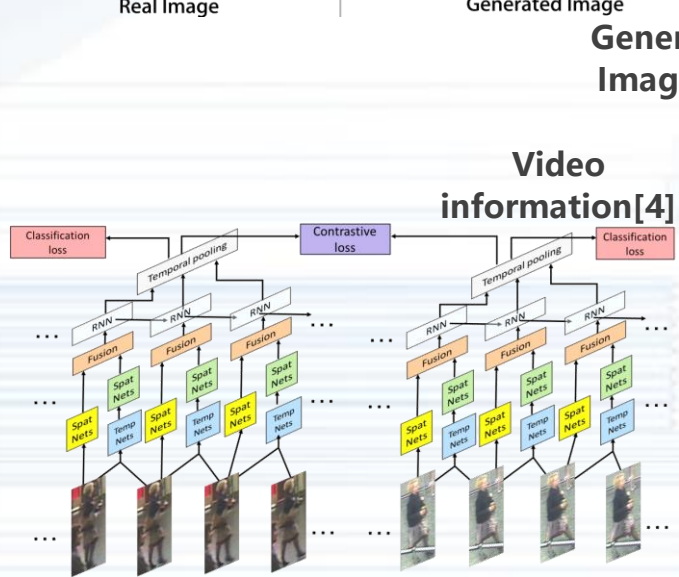 Real Image
Generated Image
Gener
Imag
Video
information[4]
Classification
loss
Contrastive
loss
Classification
loss
Temporal pooling
Temporal pooling
RNN
RNN
RNN
RNN
RNN
RNN
...
...
...
...
Fusion
Fusion
Fusion
Fusion
Fusion
Fusion
...
...
...
Spat
Nets
Spat
Nets
Spat
Nets
Spat
Nets
Spat
Nets
Spat
Nets
Spat
Nets
Temp
Nets
Spat
Nets
Temp
Nets
Spat
Nets
Temp
Nets
Spat
Nets
Temp
Nets
Spat
Nets
Temp
Nets
Spat
Nets
Temp
Nets
...
...
...
...